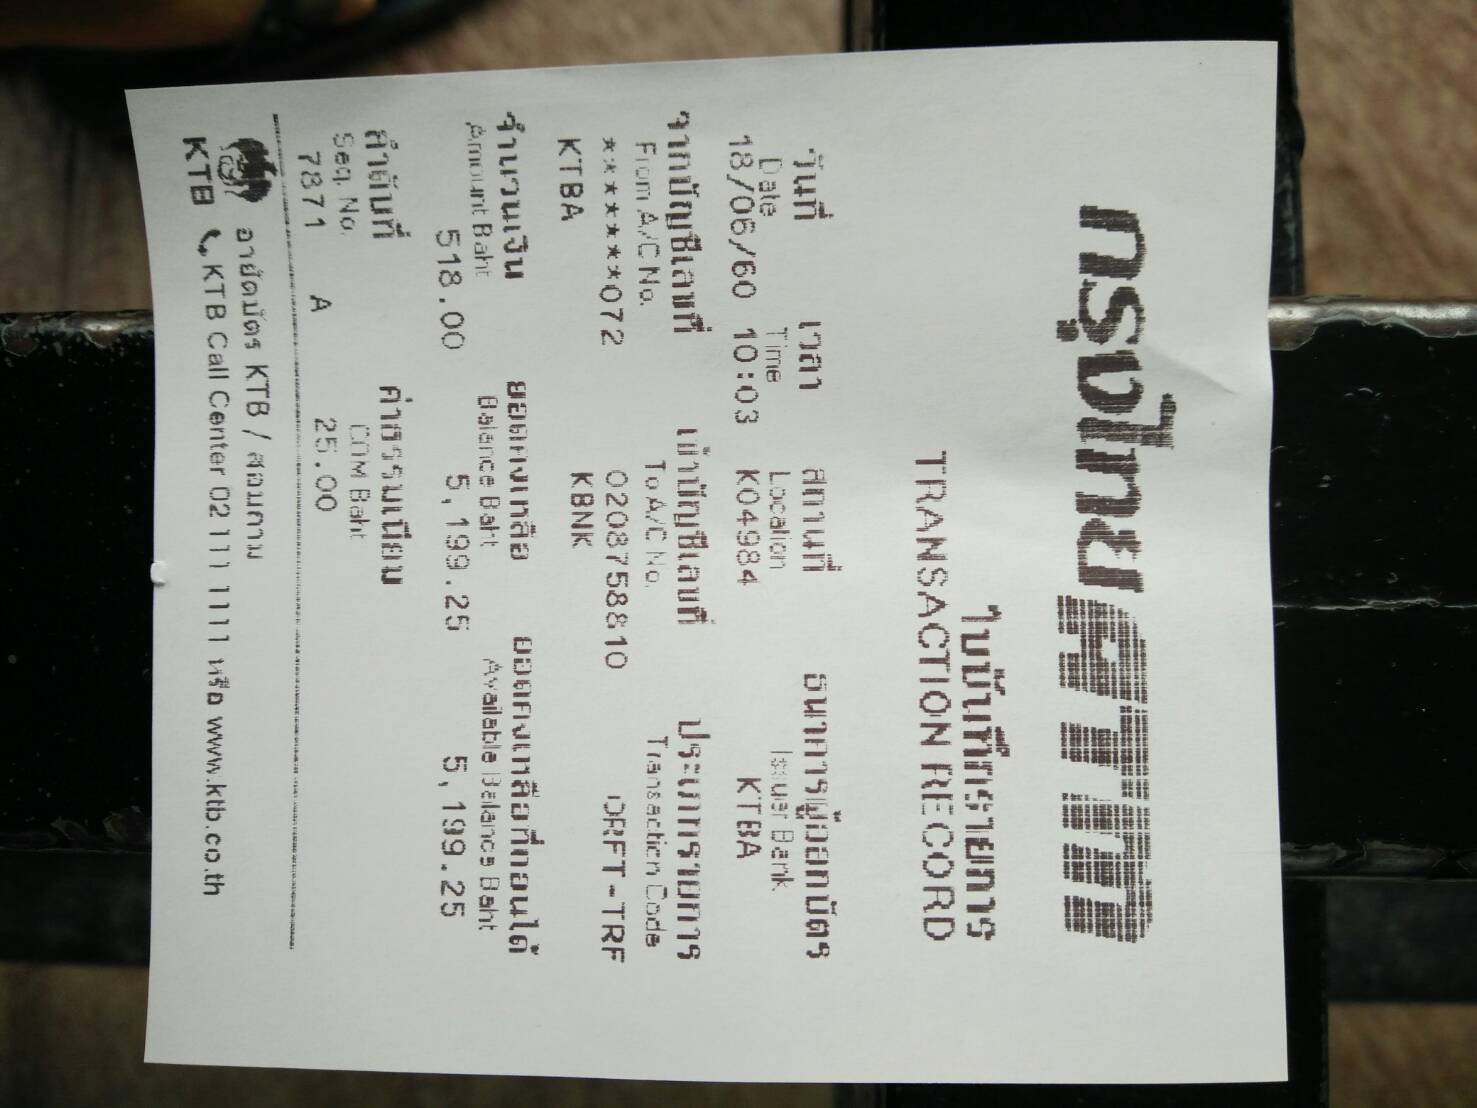 กรุงไทย KTB
ใบบันทึกรายการ
TRANSACTION RECORD
วันที่ เวลา สถานที่ ธนาคารผู้ออกบัตร
Date Time Location Issuer Bank
18/06/60 10:03 K04984 KTBA
จากบัญชีเลขที่ เข้าบัญชีเลขที่ ประเภทรายการ
From A/C No. To A/C No. Transaction Code
*******072 0208758810 ORFT-TRF
KTBA KBNK
จำนวนเงิน ยอดคงเหลือ ยอดคงเหลือที่ถอนได้
Amount Baht Balance Baht Available Balance Baht
518.00 5,199.25 5,199.25
ลำดับที่ ค่าธรรมเนียม
Seq. No. COM Baht
7871 A 25.00
อายัดบัตร KTB / สอบถาม
KTB KTB Call Center 02 111 1111 หรือ www.ktb.co.th